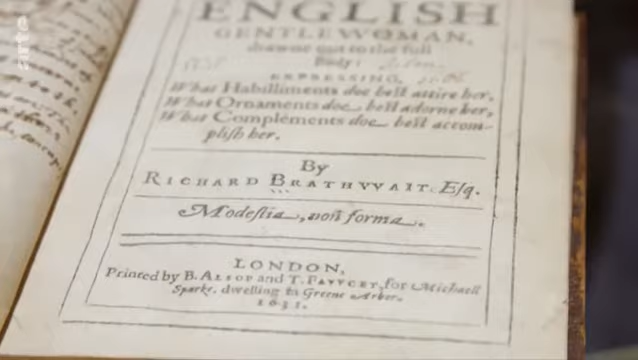 arte
ENGLISH
GENTLEWOMAN,
drawne out to the full
Body:
EXPRESSING,
What Habilliments doe best attire her,
What Ornaments doe best adorne her,
What Complements doe best accom-
plish her.
By
RICHARD BRATHVVAIT, Esq.
Modestia, non forma.
LONDON,
Printed by B. ALSOP and T. FAVVCET, for Michaell
Sparke, dwelling in Greene Arbor.
1631.